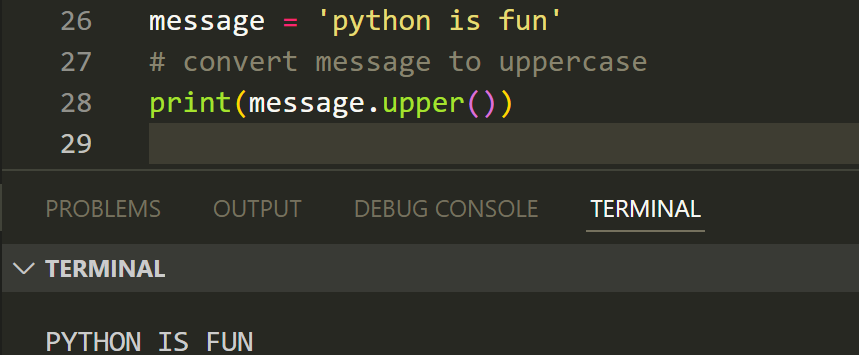 26 message = 'python is fun'
27 # convert message to uppercase
28 print(message.upper())
29
PROBLEMS OUTPUT DEBUG CONSOLE TERMINAL
TERMINAL
PYTHON IS FUN